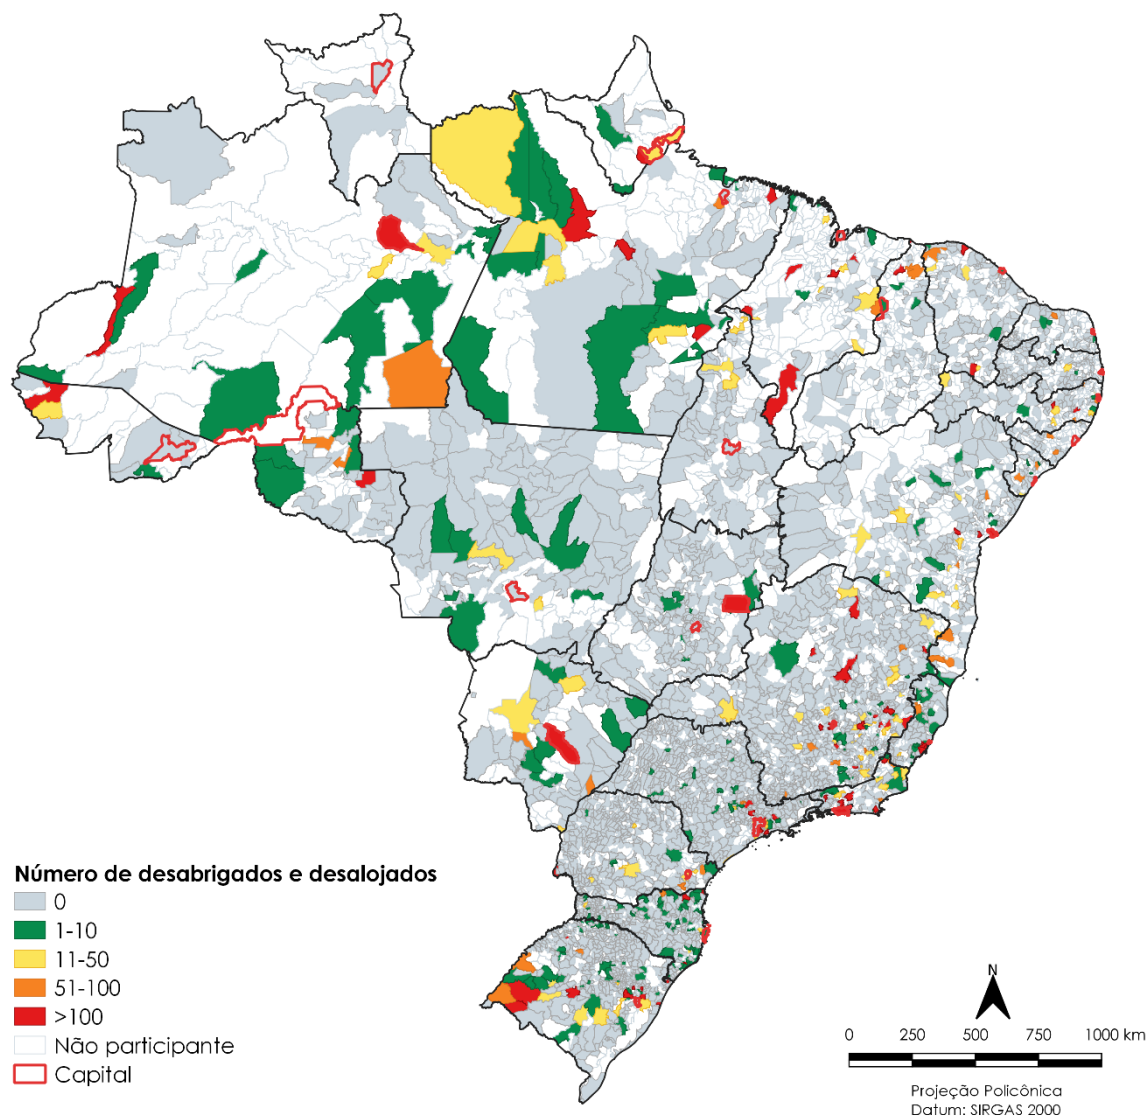 Número de desabrigados e desalojados
0
1-10
11-50
51-100
>100
Não participante
Capital
N
0 250 500 750 1000 km
Projeção Policônica
Datum: SIRGAS 2000